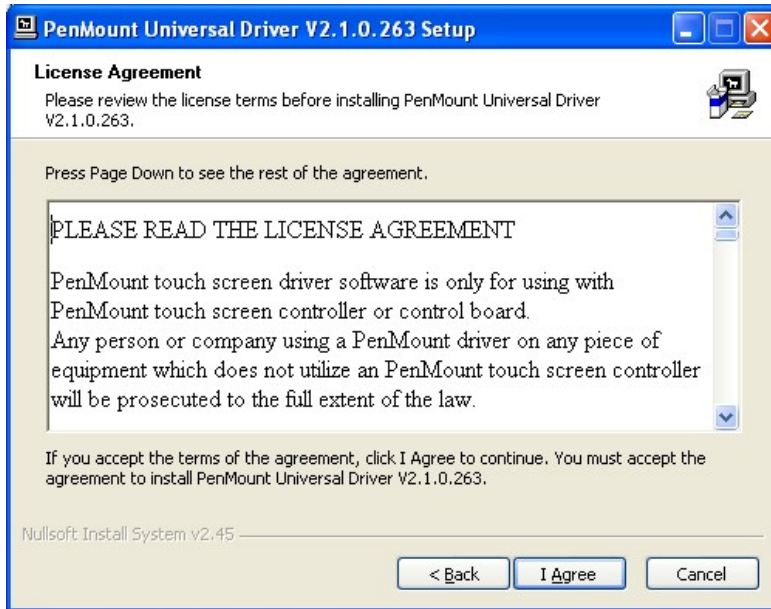 PenMount Universal Driver V2.1.0.263 Setup
License Agreement
Please review the license terms before installing PenMount Universal Driver
V2.1.0.263.
Press Page Down to see the rest of the agreement.
PLEASE READ THE LICENSE AGREEMENT
PenMount touch screen driver software is only for using with
PenMount touch screen controller or control board.
Any person or company using a PenMount driver on any piece of
equipment which does not utilize an PenMount touch screen controller
will be prosecuted to the full extent of the law.
If you accept the terms of the agreement, click I Agree to continue. You must accept the
agreement to install PenMount Universal Driver V2.1.0.263.
Nullsoft Install System v2.45
< Back I Agree Cancel